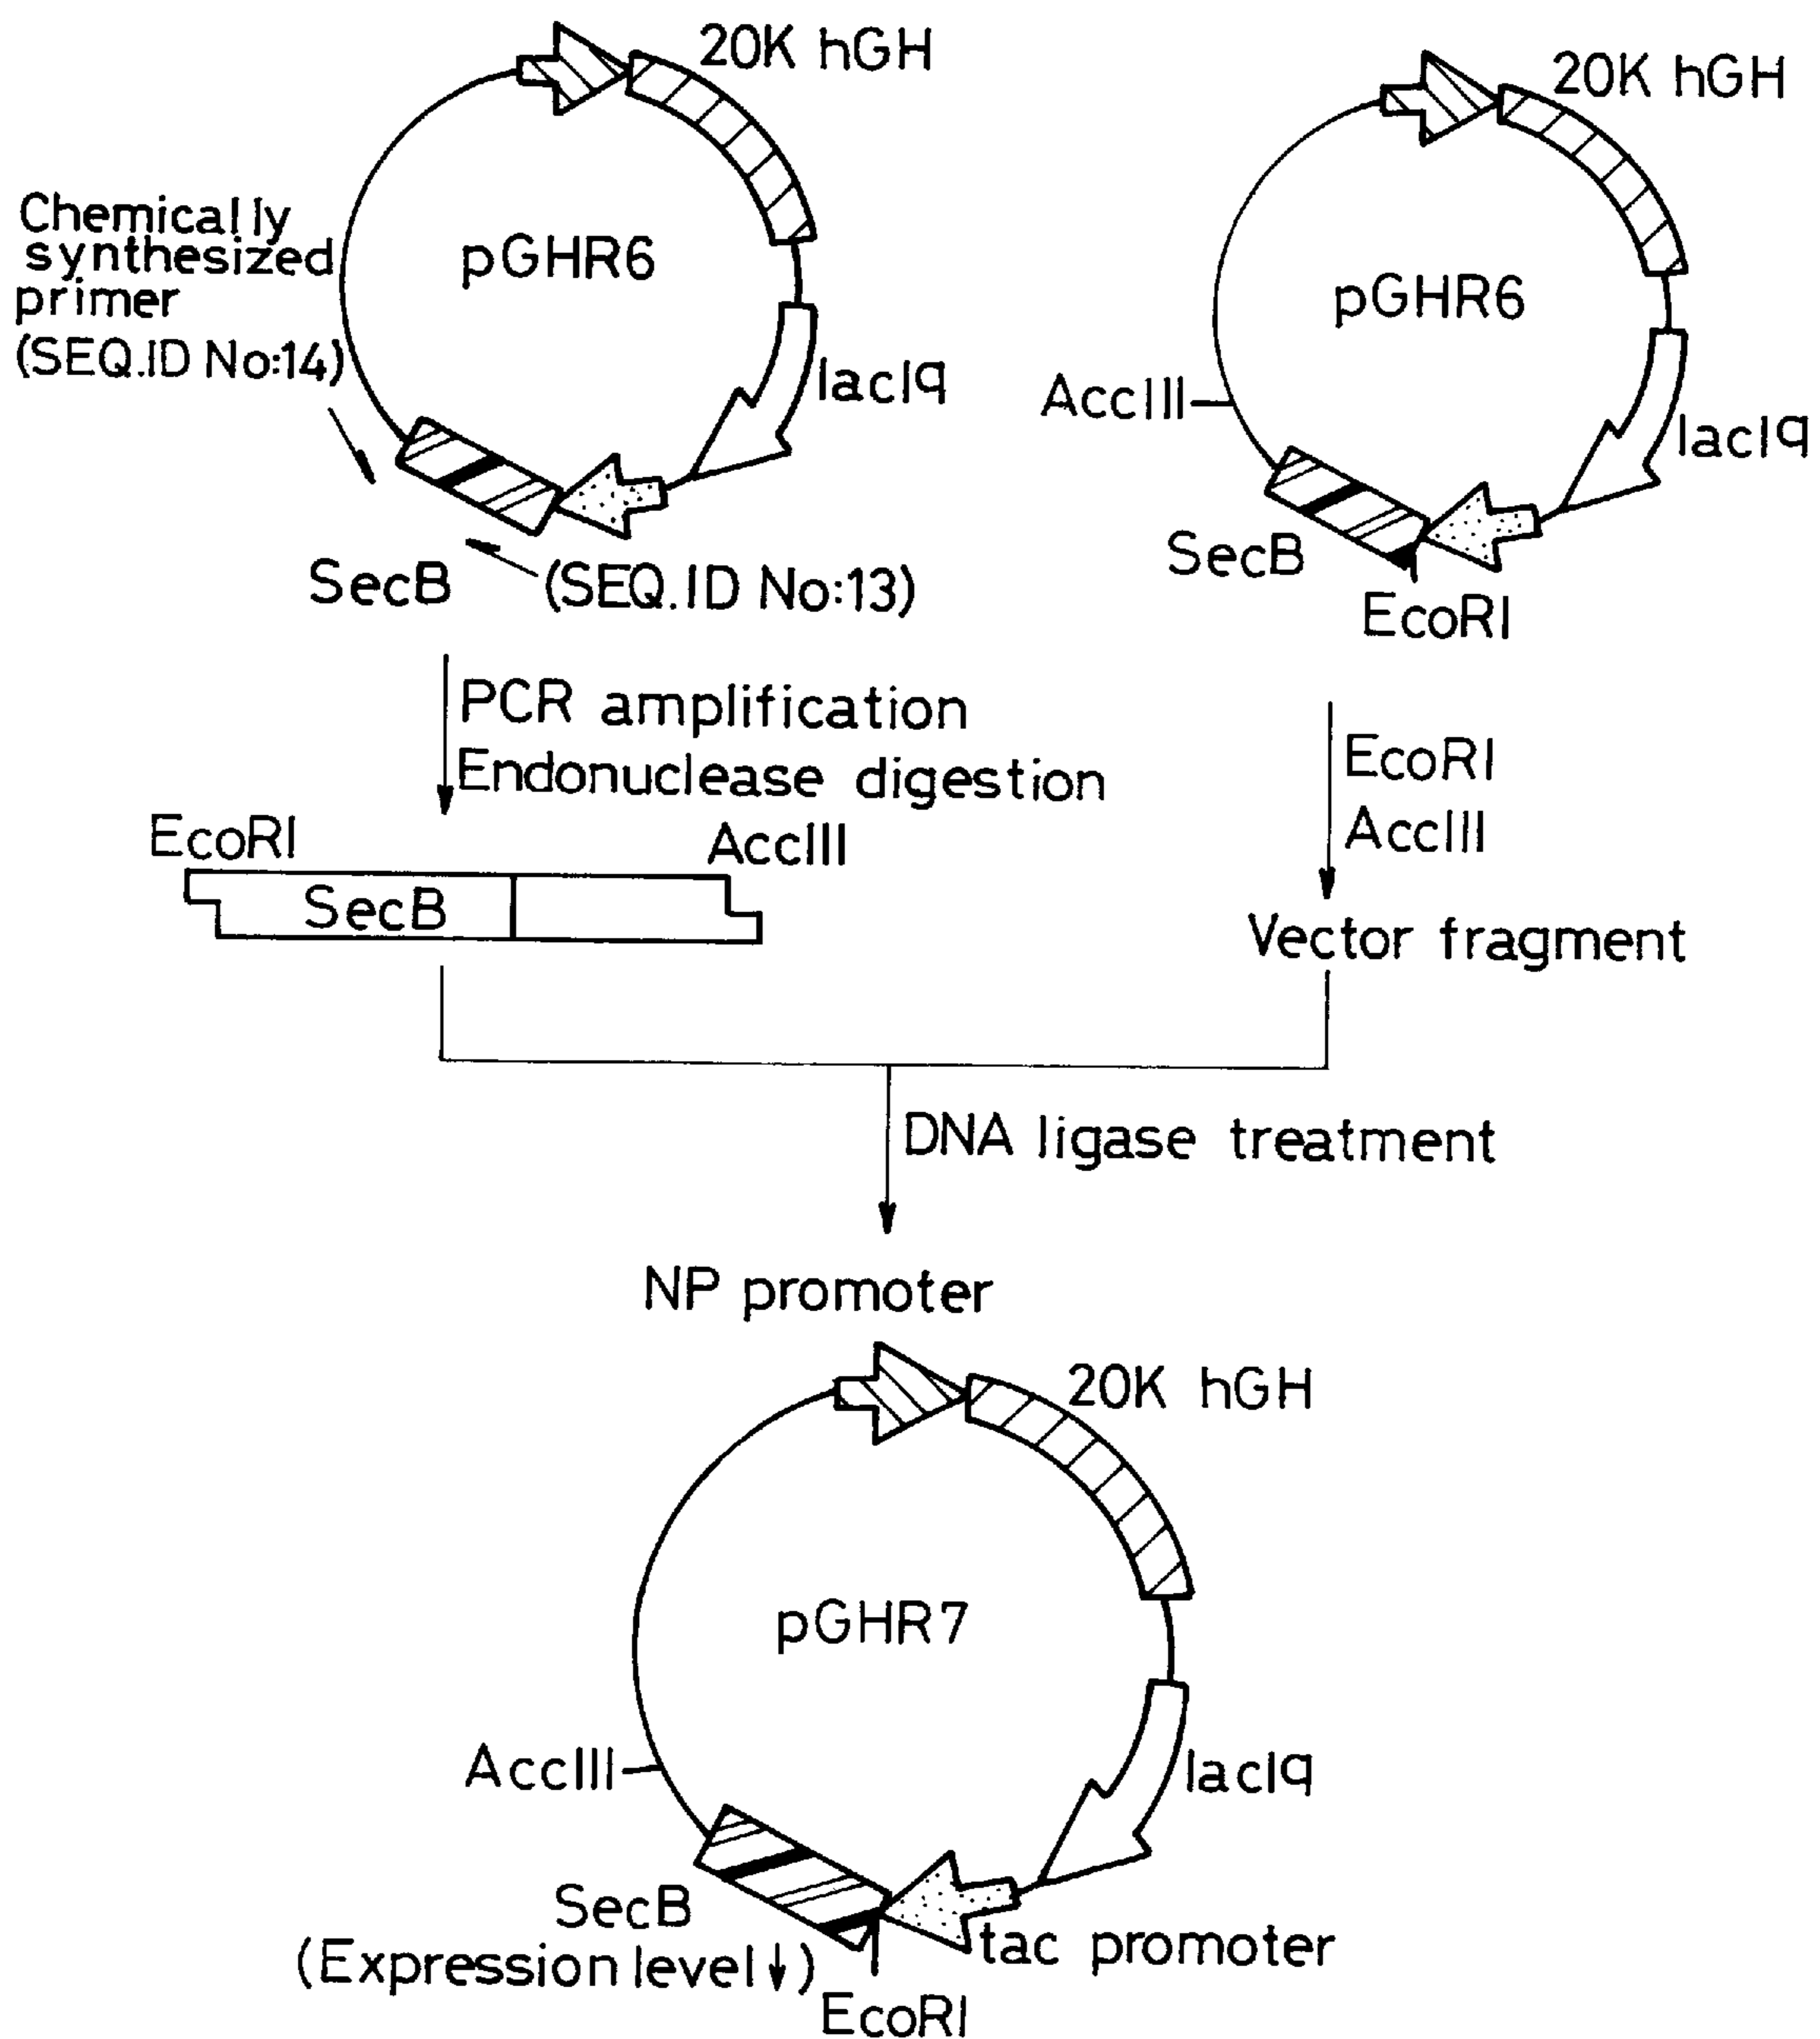 20K hGH
20K hGH
Chemically
synthesized
primer
(SEQ.ID No:14)
pGHR6
pGHR6
lacIq
AccIII
lacIq
SecB
(SEQ.ID No:13)
SecB
EcoRI
PCR amplification
Endonuclease digestion
EcoRI
AccIII
EcoRI
AccIII
SecB
Vector fragment
DNA ligase treatment
NP promoter
20K hGH
pGHR7
AccIII
lacIq
SecB
(Expression level↓)
tac promoter
EcoRI